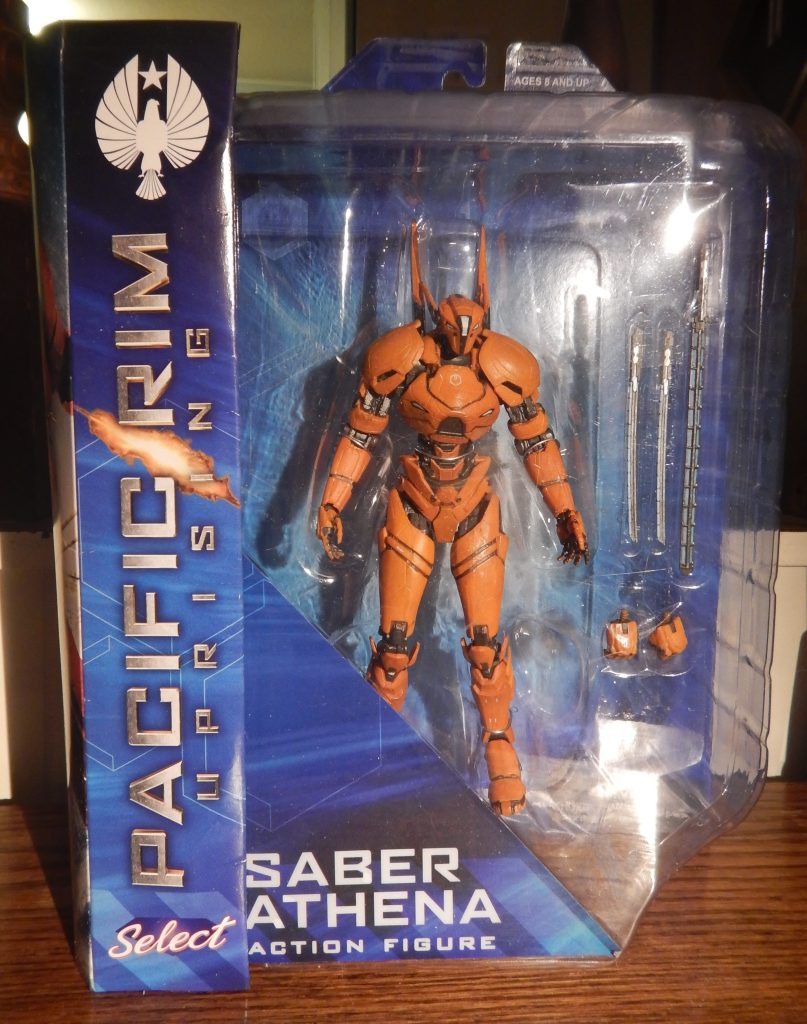 AGES 8 AND UP
PACIFIC RIM
UPRISING
Select
SABER
ATHENA
ACTION FIGURE